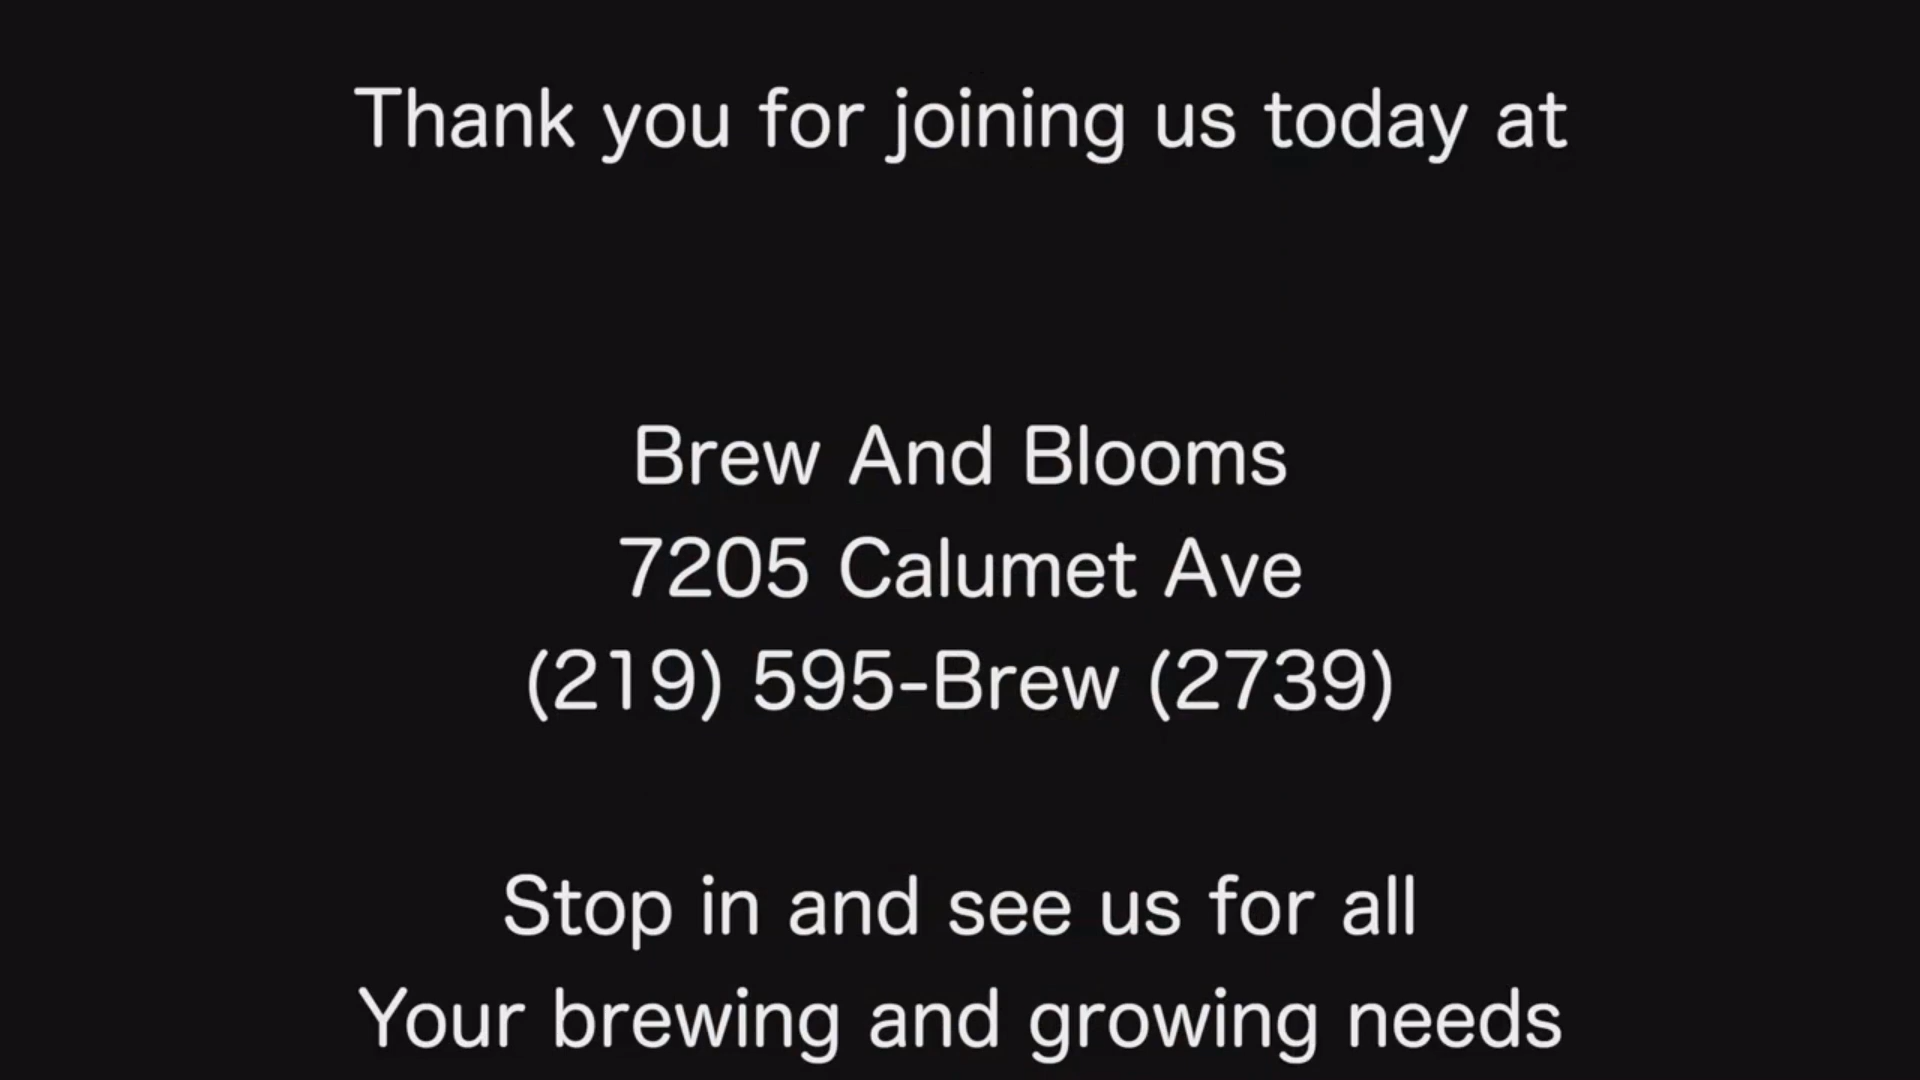 Thank you for joining us today at
Brew And Blooms
7205 Calumet Ave
(219) 595-Brew (2739)
Stop in and see us for all
Your brewing and growing needs